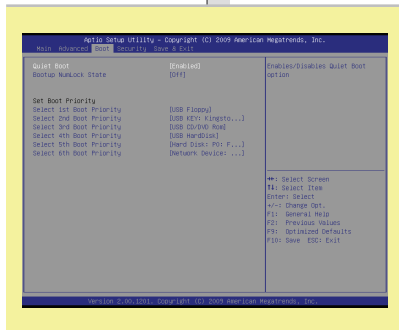 Aptio Setup Utility - Copyright (C) 2009 American Megatrends, Inc.
Main Advanced Boot Security Save & Exit
Quiet Boot [Enabled]
Bootup NumLock State [Off]
Set Boot Priority
Select 1st Boot Priority [USB Floppy]
Select 2nd Boot Priority [USB KEY: Kingsto...]
Select 3rd Boot Priority [USB CD/DVD Rom]
Select 4th Boot Priority [USB HardDisk]
Select 5th Boot Priority [Hard Disk: P0: F...]
Select 6th Boot Priority [Network Device: ...]
Enables/Disables Quiet Boot
option
→←: Select Screen
↑↓: Select Item
Enter: Select
+/-: Change Opt.
F1: General Help
F2: Previous Values
F9: Optimized Defaults
F10: Save ESC: Exit
Version 2.00.1201. Copyright (C) 2009 American Megatrends, Inc.